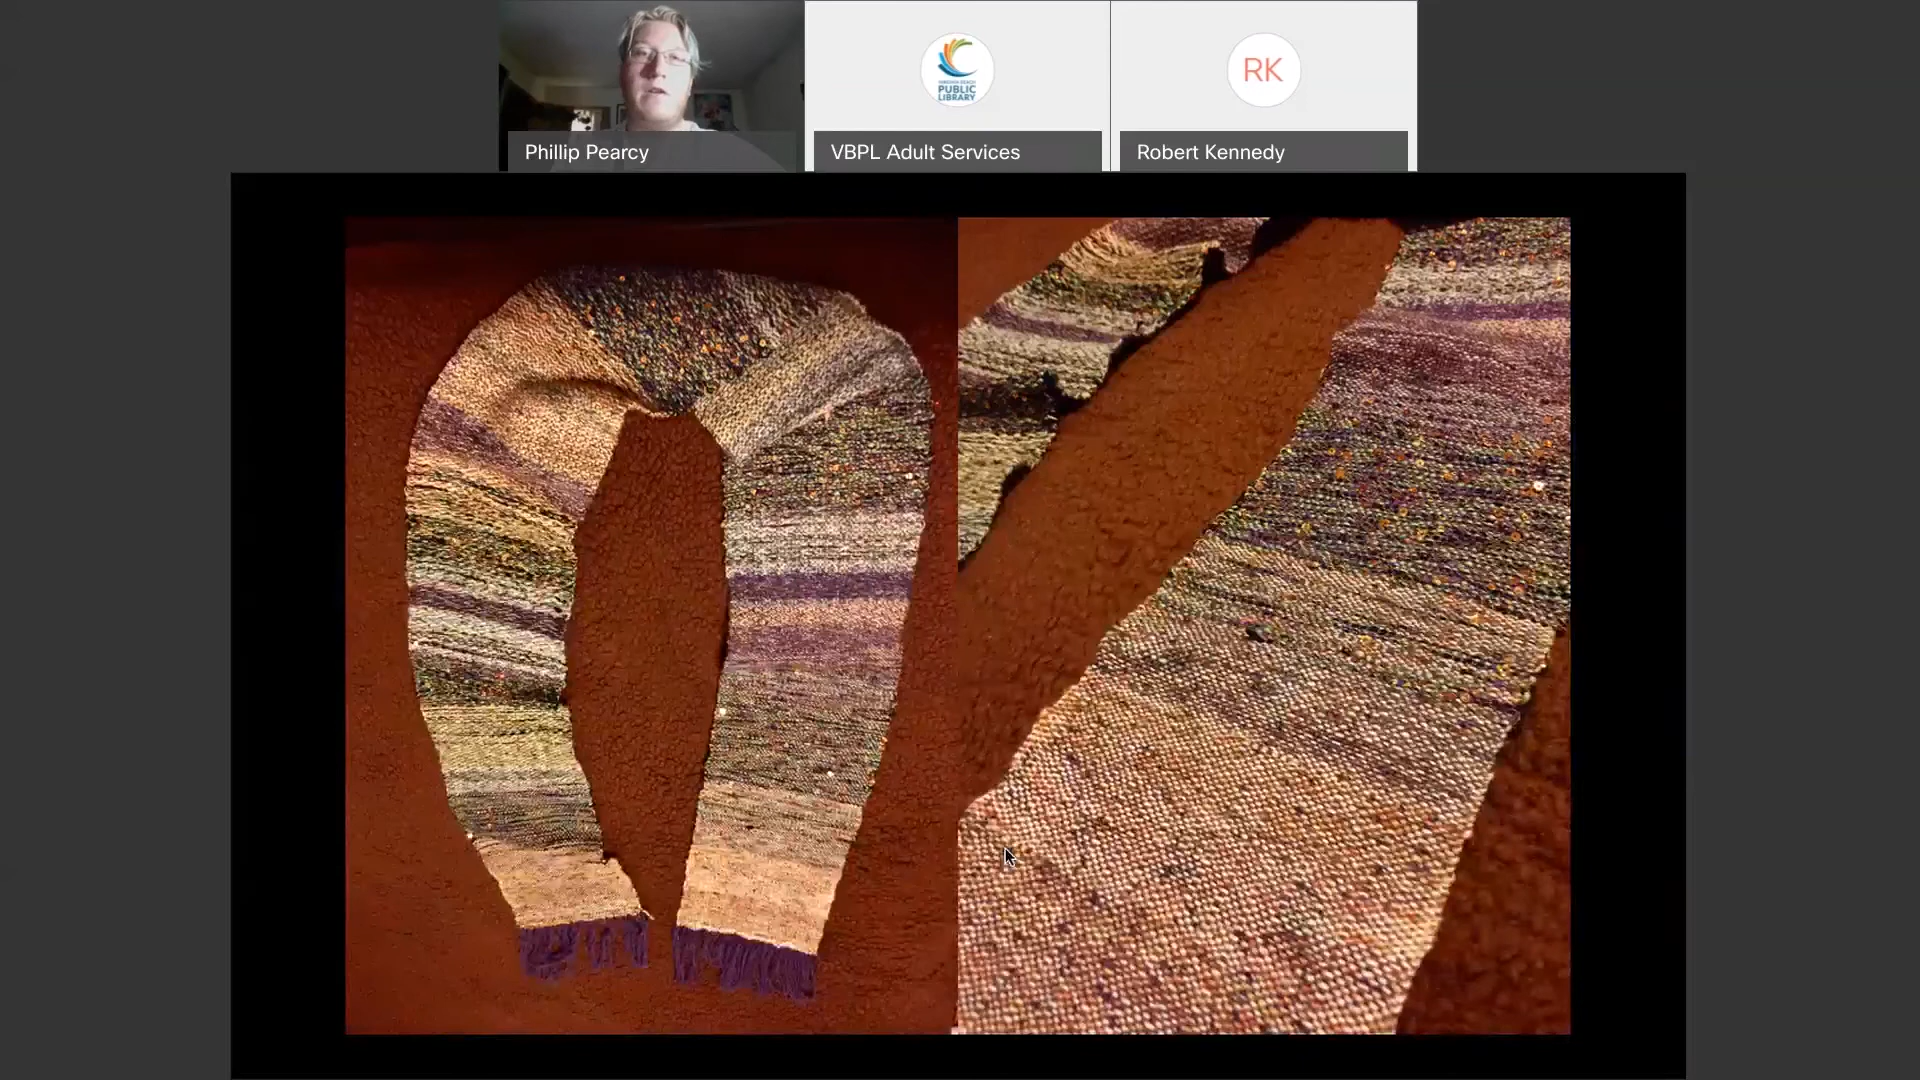 PUBLIC
LIBRARY
RK
Phillip Pearcy
VBPL Adult Services
Robert Kennedy